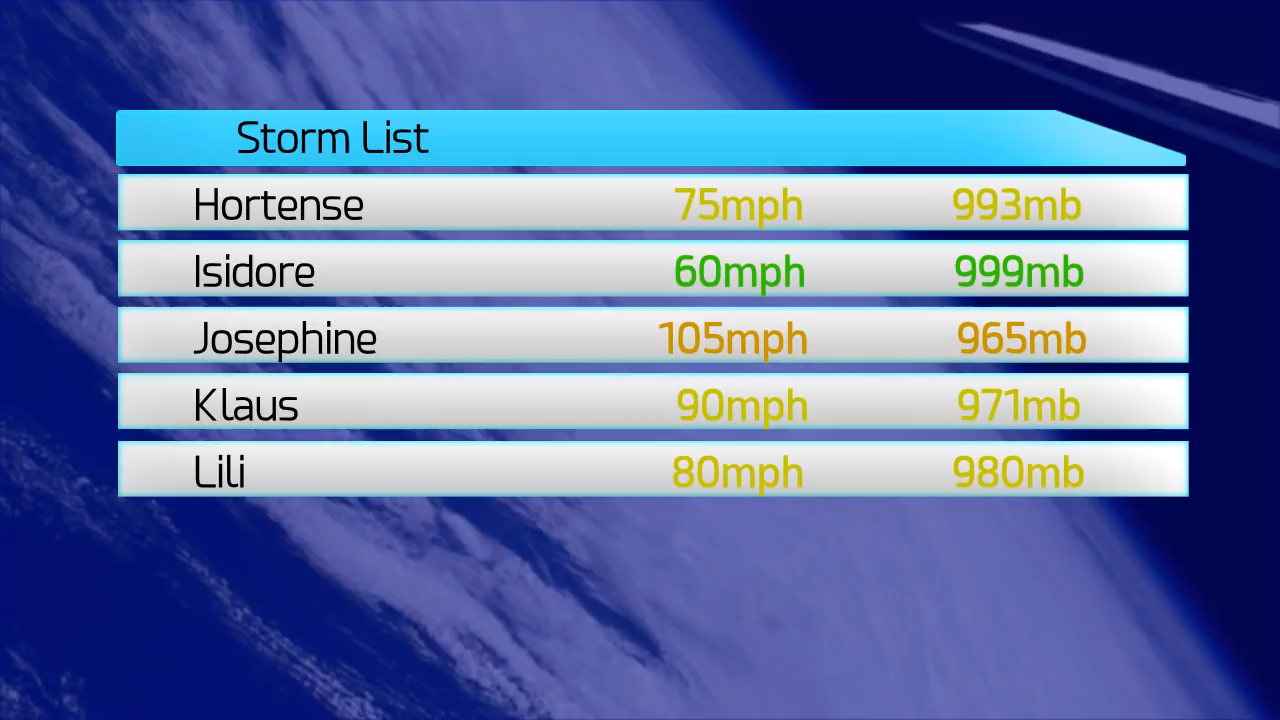 Storm List
Hortense 75mph 993mb
Isidore 60mph 999mb
Josephine 105mph 965mb
Klaus 90mph 971mb
Lili 80mph 980mb